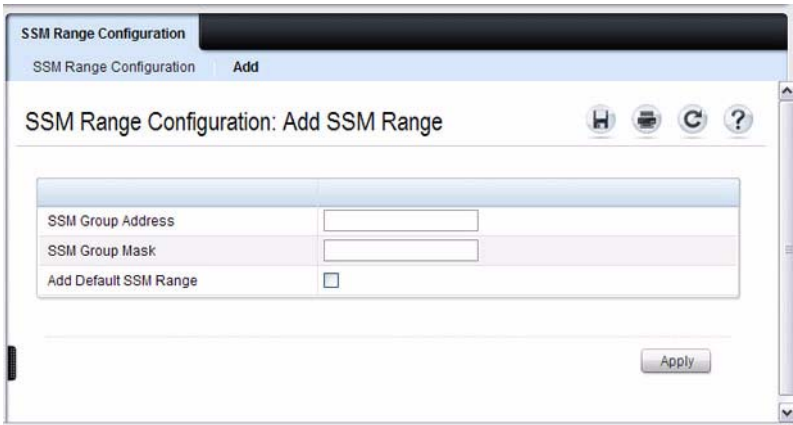 SSM Range Configuration
SSM Range Configuration Add
SSM Range Configuration: Add SSM Range
?
SSM Group Address
SSM Group Mask
Add Default SSM Range
Apply